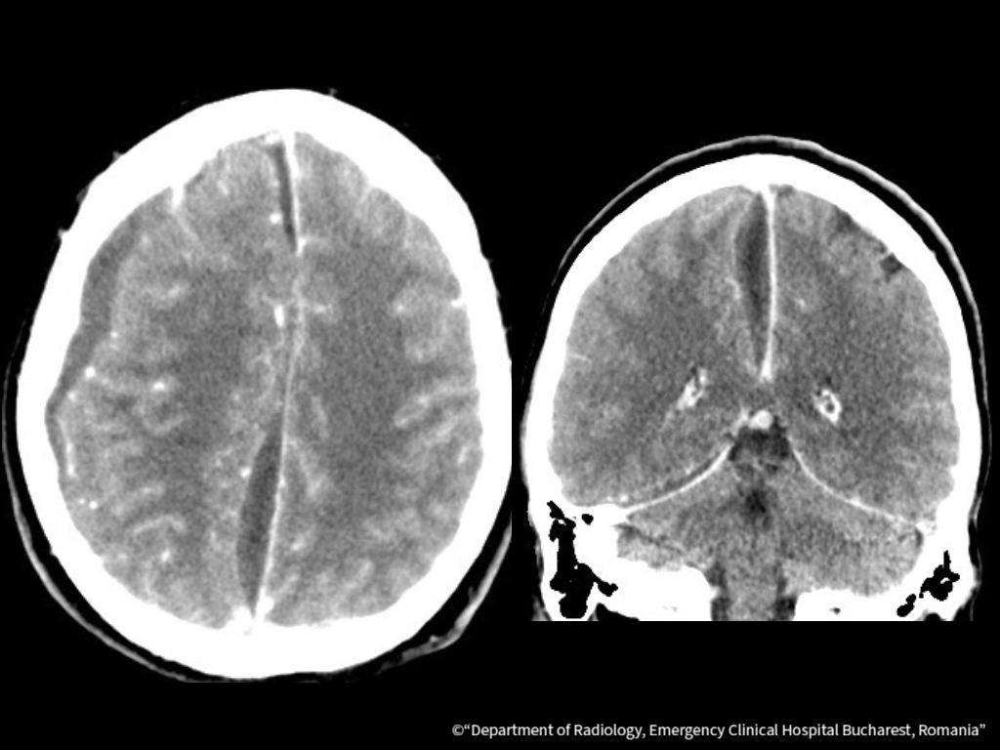 ©“Department of Radiology, Emergency Clinical Hospital Bucharest, Romania”